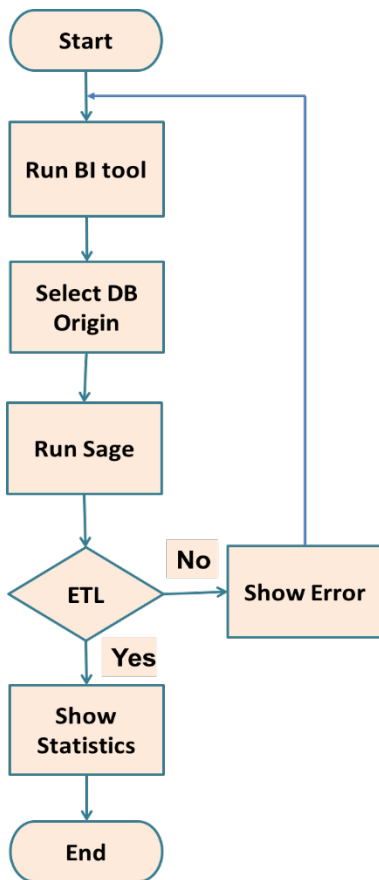 Start
Run BI tool
Select DB
Origin
Run Sage
ETL
No
Show Error
Yes
Show
Statistics
End